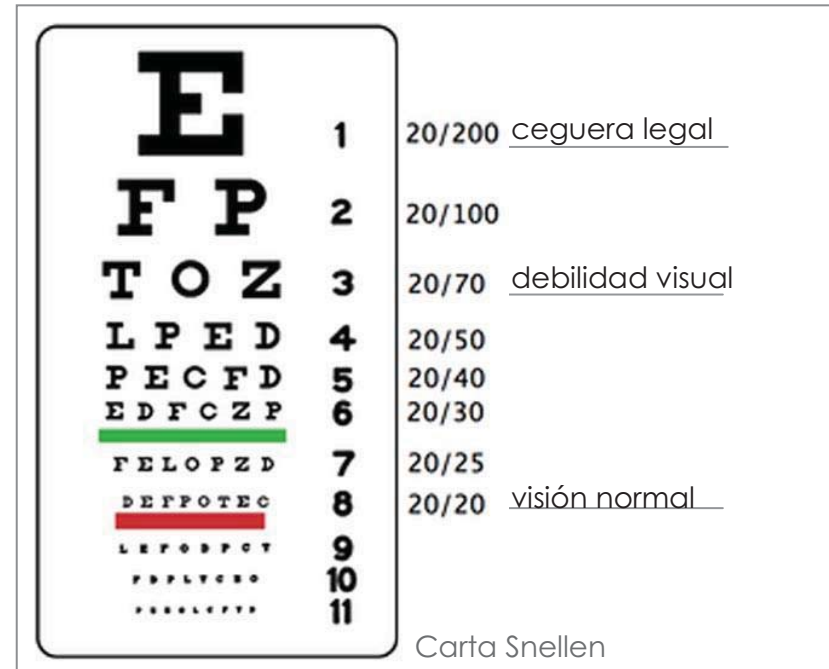 E 1 20/200 ceguera legal
F P 2 20/100
T O Z 3 20/70 debilidad visual
L P E D 4 20/50
P E C F D 5 20/40
E D F C Z P 6 20/30
F E L O P Z D 7 20/25
D E F P O T E C 8 20/20 visión normal
L E F O D P C T 9
F D P L T C E O 10
11
Carta Snellen